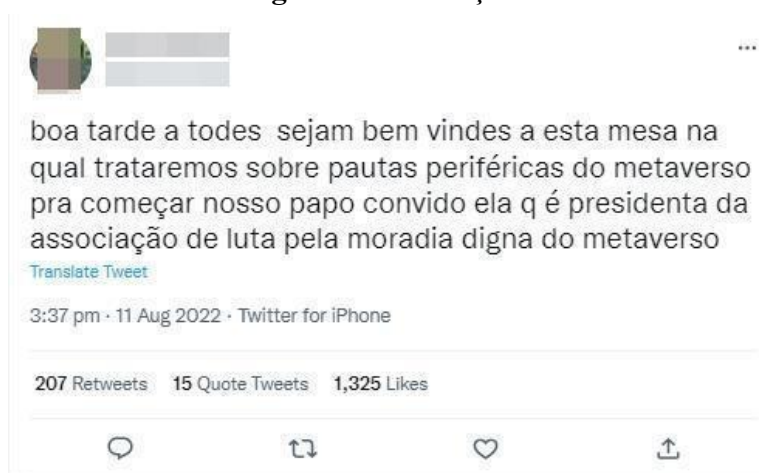 boa tarde a todes sejam bem vindes a esta mesa na
qual trataremos sobre pautas periféricas do metaverso
pra começar nosso papo convido ela q é presidenta da
associação de luta pela moradia digna do metaverso
Translate Tweet
3:37 pm · 11 Aug 2022 · Twitter for iPhone
207 Retweets 15 Quote Tweets 1,325 Likes